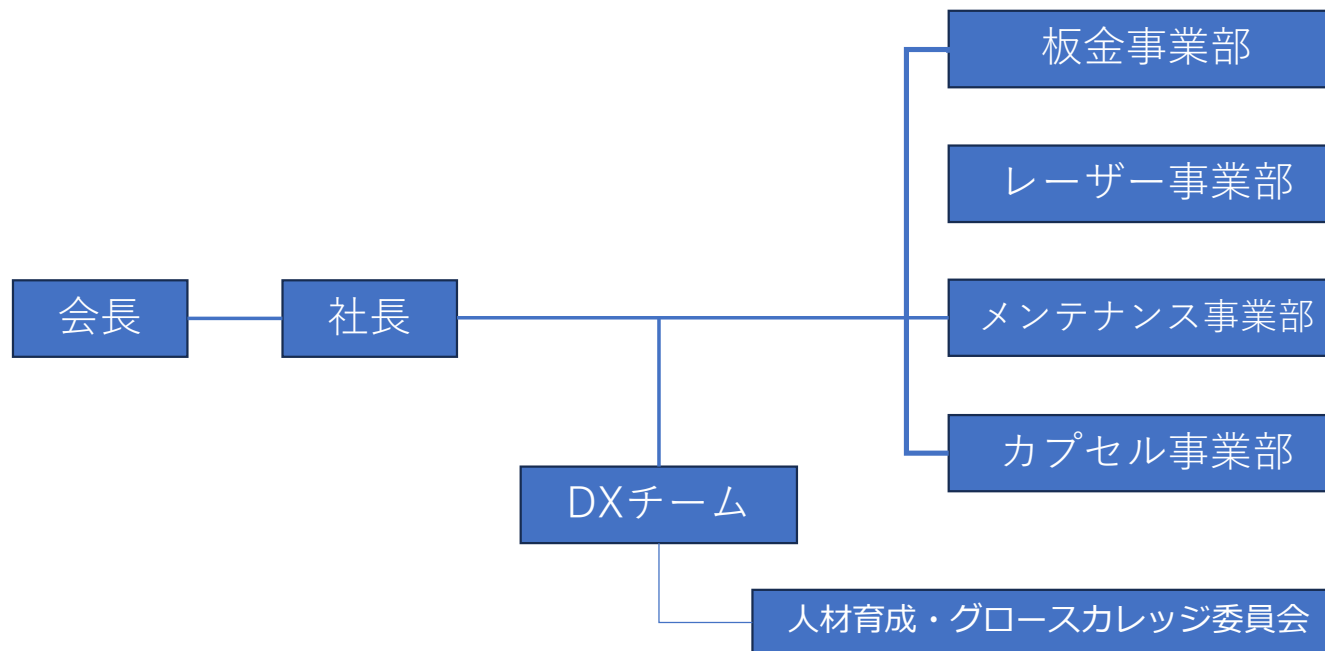 板金事業部
レーザー事業部
会長
社長
メンテナンス事業部
カプセル事業部
DXチーム
人材育成・グロースカレッジ委員会